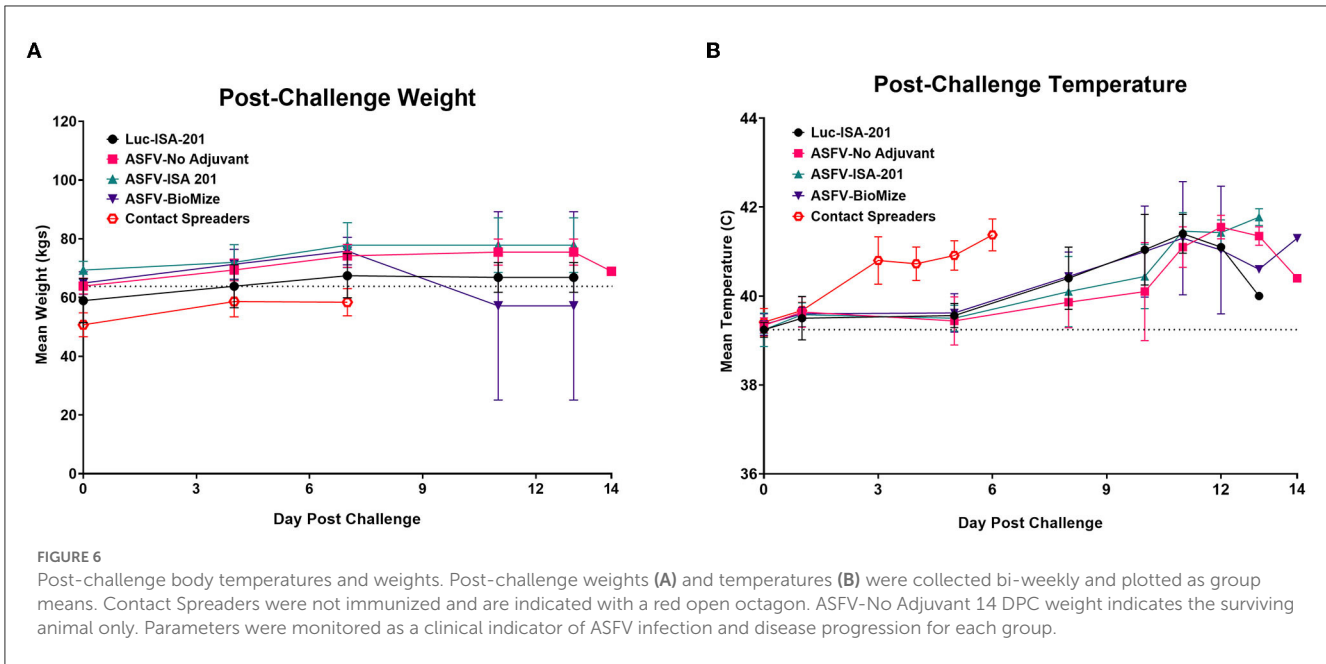 A
Post-Challenge Weight
120
100
80
60
40
20
0
Mean Weight (kgs)
Luc-ISA-201
ASFV-No Adjuvant
ASFV-ISA 201
ASFV-BioMize
Contact Spreaders
0 3 6 9 12 14
Day Post Challenge
B
Post-Challenge Temperature
44
42
40
38
36
Mean Temperature (C)
Luc-ISA-201
ASFV-No Adjuvant
ASFV-ISA-201
ASFV-BioMize
Contact Spreaders
0 3 6 9 12 14
Day Post Challenge
FIGURE 6
Post-challenge body temperatures and weights. Post-challenge weights (A) and temperatures (B) were collected bi-weekly and plotted as group
means. Contact Spreaders were not immunized and are indicated with a red open octagon. ASFV-No Adjuvant 14 DPC weight indicates the surviving
animal only. Parameters were monitored as a clinical indicator of ASFV infection and disease progression for each group.